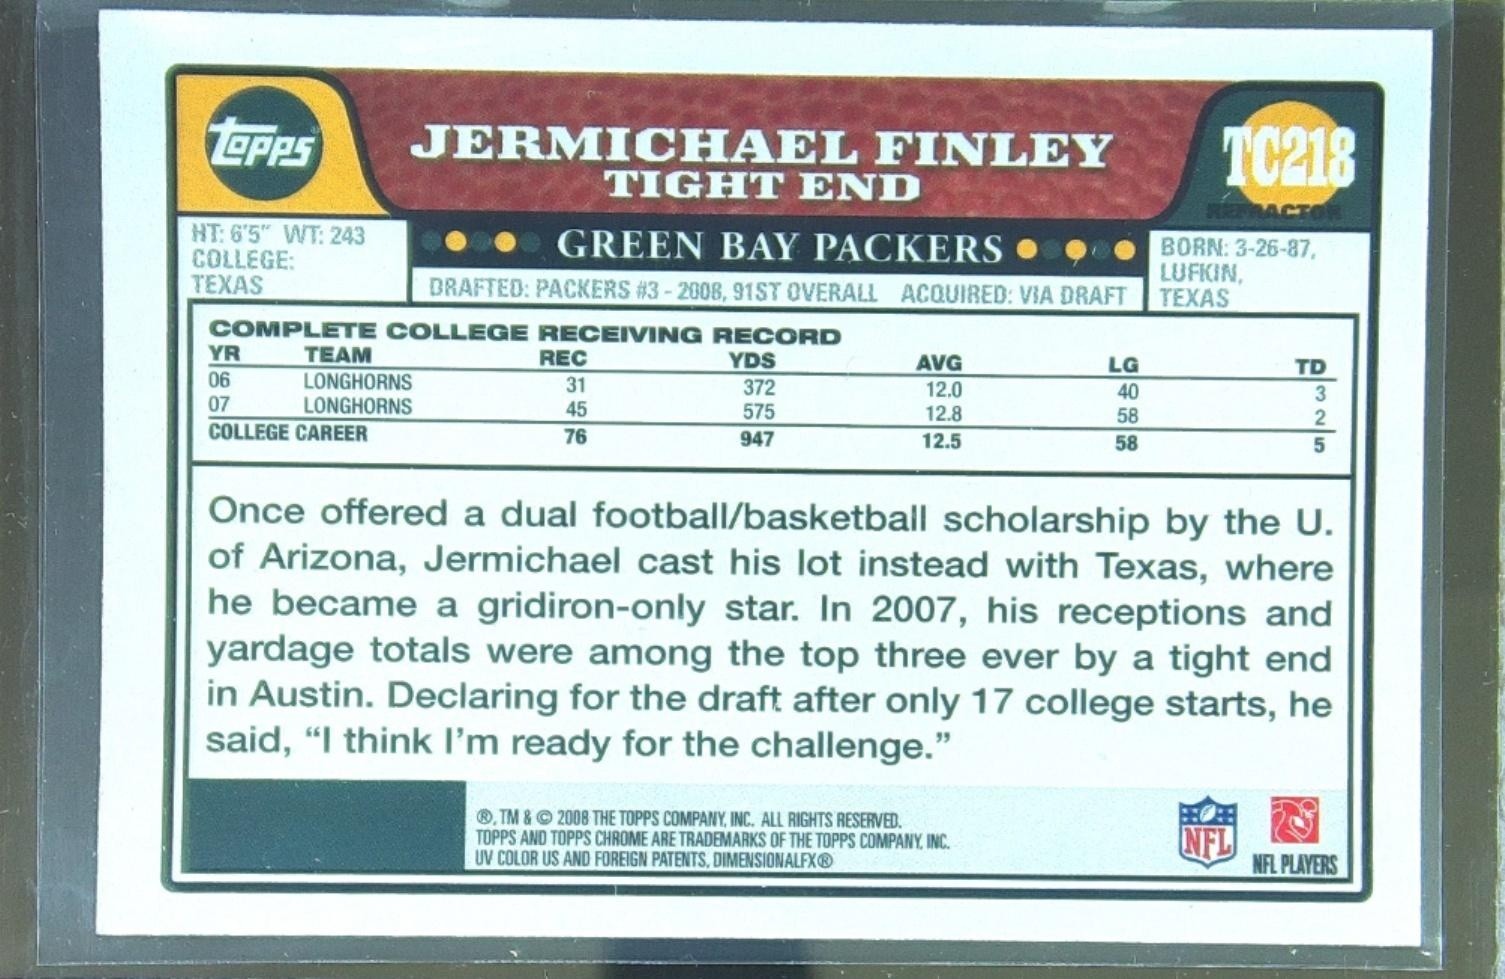 Topps
JERMICHAEL FINLEY
TIGHT END
TC218
REFRACTOR
HT: 6'5" WT: 243
COLLEGE:
TEXAS
GREEN BAY PACKERS
DRAFTED: PACKERS #3 - 2008, 91ST OVERALL ACQUIRED: VIA DRAFT
BORN: 3-26-87,
LUFKIN,
TEXAS
COMPLETE COLLEGE RECEIVING RECORD
YR TEAM REC YDS AVG LG TD
06 LONGHORNS 31 372 12.0 40 3
07 LONGHORNS 45 575 12.8 58 2
COLLEGE CAREER 76 947 12.5 58 5
Once offered a dual football/basketball scholarship by the U.
of Arizona, Jermichael cast his lot instead with Texas, where
he became a gridiron-only star. In 2007, his receptions and
yardage totals were among the top three ever by a tight end
in Austin. Declaring for the draft after only 17 college starts, he
said, “I think I’m ready for the challenge.”
®, TM & © 2008 THE TOPPS COMPANY, INC. ALL RIGHTS RESERVED.
TOPPS AND TOPPS CHROME ARE TRADEMARKS OF THE TOPPS COMPANY, INC.
UV COLOR US AND FOREIGN PATENTS, DIMENSIONALFX®
NFL
NFL PLAYERS